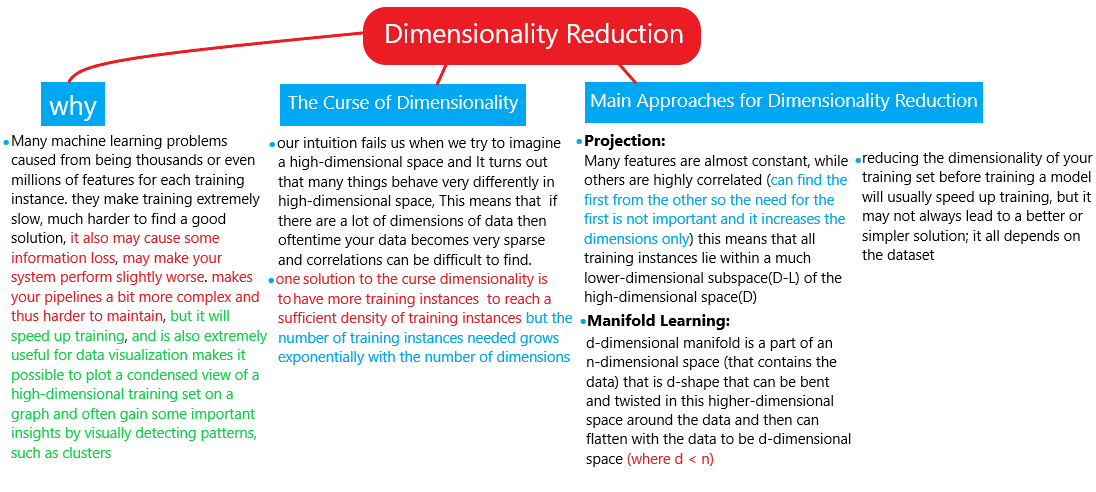 Dimensionality Reduction
why
Many machine learning problems
caused from being thousands or even
millions of features for each training
instance. they make training extremely
slow, much harder to find a good
solution, it also may cause some
information loss, may make your
system perform slightly worse. makes
your pipelines a bit more complex and
thus harder to maintain, but it will
speed up training, and is also extremely
useful for data visualization makes it
possible to plot a condensed view of a
high-dimensional training set on a
graph and often gain some important
insights by visually detecting patterns,
such as clusters
The Curse of Dimensionality
our intuition fails us when we try to imagine
a high-dimensional space and It turns out
that many things behave very differently in
high-dimensional space, This means that if
there are a lot of dimensions of data then
oftentime your data becomes very sparse
and correlations can be difficult to find.
one solution to the curse dimensionality is
to have more training instances to reach a
sufficient density of training instances but the
number of training instances needed grows
exponentially with the number of dimensions
Main Approaches for Dimensionality Reduction
Projection:
Many features are almost constant, while
others are highly correlated (can find the
first from the other so the need for the
first is not important and it increases the
dimensions only) this means that all
training instances lie within a much
lower-dimensional subspace(D-L) of the
high-dimensional space(D)
Manifold Learning:
d-dimensional manifold is a part of an
n-dimensional space (that contains the
data) that is d-shape that can be bent
and twisted in this higher-dimensional
space around the data and then can
flatten with the data to be d-dimensional
space (where d < n)
reducing the dimensionality of your
training set before training a model
will usually speed up training, but it
may not always lead to a better or
simpler solution; it all depends on
the dataset